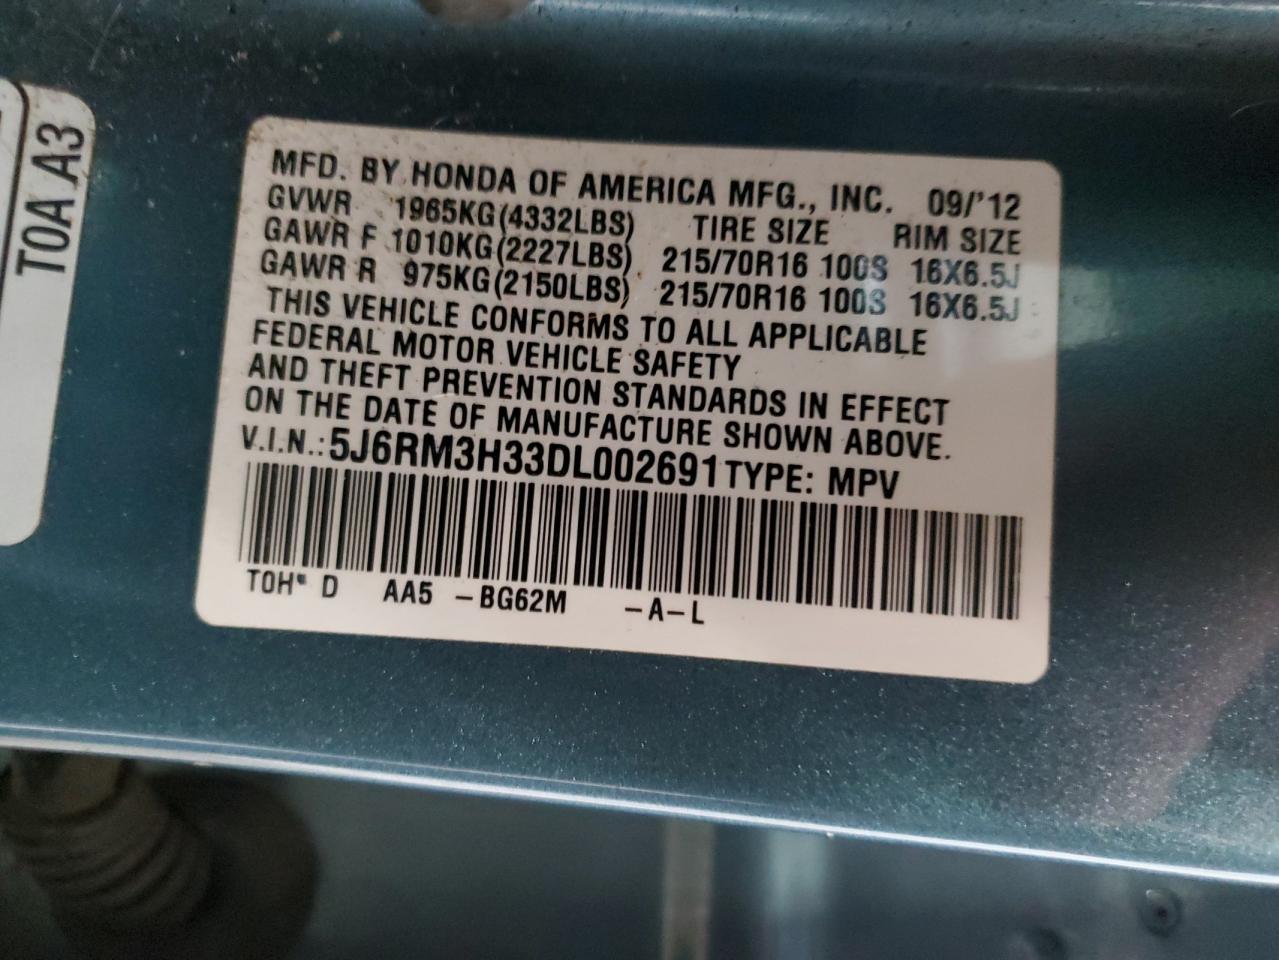 T0A A3
MFD. BY HONDA OF AMERICA MFG., INC. 09/'12
GVWR 1965KG(4332LBS) TIRE SIZE RIM SIZE
GAWR F 1010KG(2227LBS) 215/70R16 100S 16X6.5J
GAWR R 975KG(2150LBS) 215/70R16 100S 16X6.5J
THIS VEHICLE CONFORMS TO ALL APPLICABLE
FEDERAL MOTOR VEHICLE SAFETY
AND THEFT PREVENTION STANDARDS IN EFFECT
ON THE DATE OF MANUFACTURE SHOWN ABOVE.
V.I.N.: 5J6RM3H33DL002691 TYPE: MPV
T0H* D AA5 -BG62M -A-L